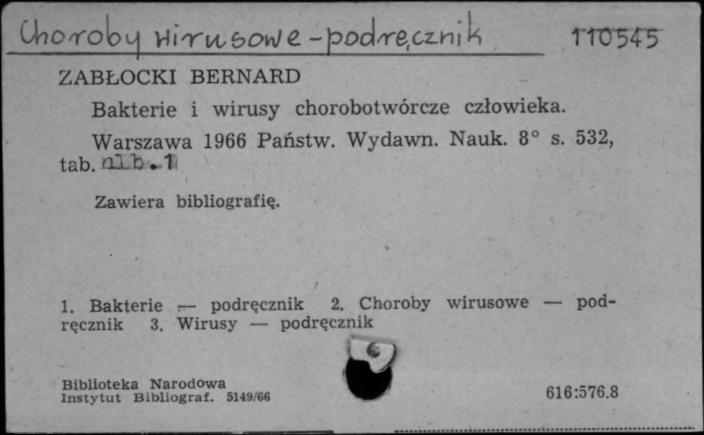 Choroby wirusowe - podręcznik 110545
ZABŁOCKI BERNARD
Bakterie i wirusy chorobotwórcze człowieka.
Warszawa 1966 Państw. Wydawn. Nauk. 8° s. 532,
tab. nlb. 1
Zawiera bibliografię.
1. Bakterie — podręcznik 2. Choroby wirusowe — pod-
ręcznik 3. Wirusy — podręcznik
Biblioteka Narodowa
Instytut Bibliograf. 5149/66 616:576.8